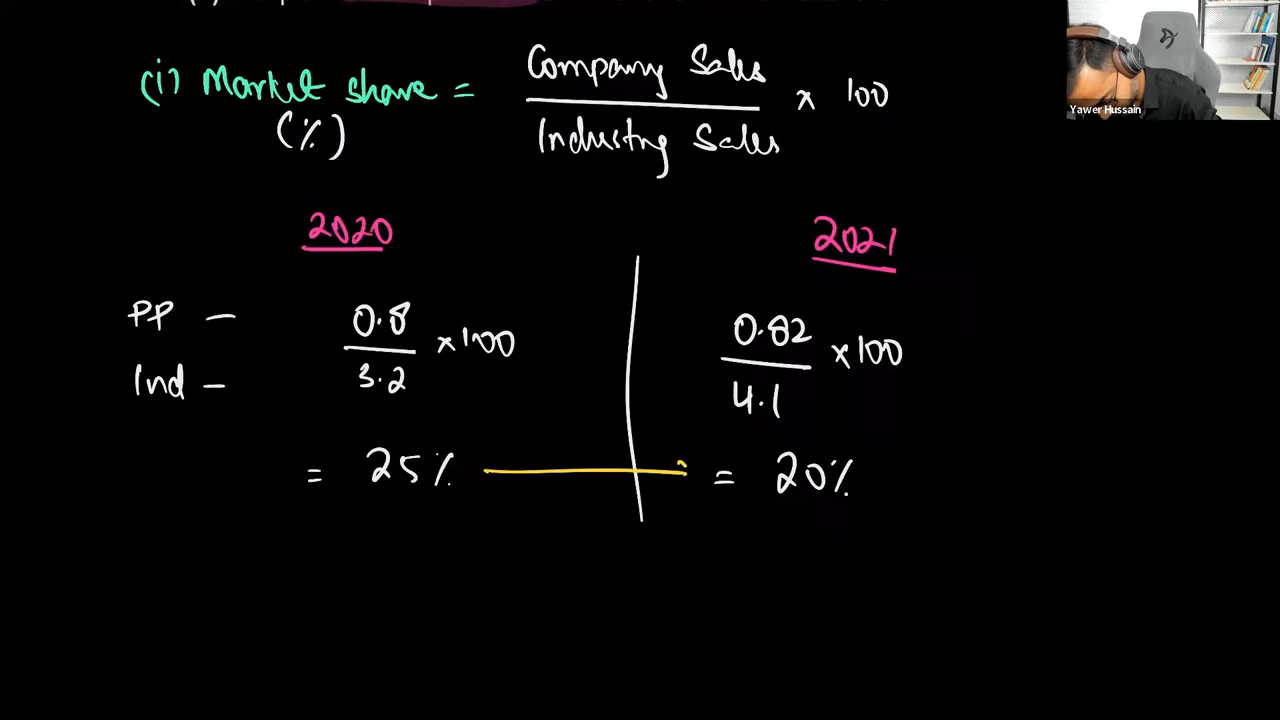 (i) Market share = Company Sales / Industry Sales x 100
(%)
Yawer Hussain
2020
2021
PP - 0.8 / 3.2 x 100
Ind -
0.82 / 4.1 x 100
= 25%
= 20%